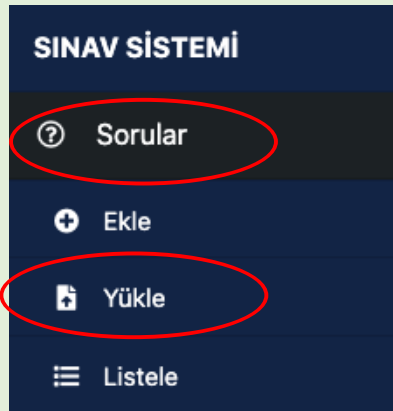 SINAV SİSTEMİ
Sorular
Ekle
Yükle
Listele